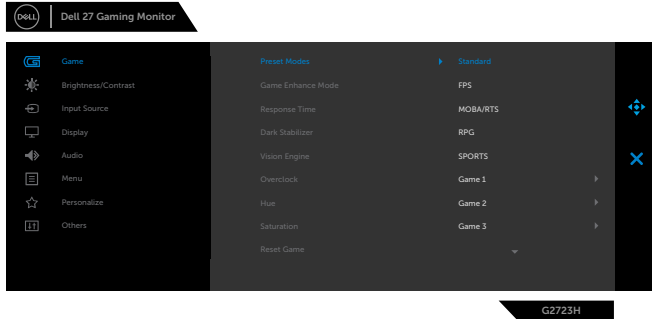 DELL
Dell 27 Gaming Monitor
Game
Brightness/Contrast
Input Source
Display
Audio
Menu
Personalize
Others
Preset Modes
Game Enhance Mode
Response Time
Dark Stabilizer
Vision Engine
Overclock
Hue
Saturation
Reset Game
Standard
FPS
MOBA/RTS
RPG
SPORTS
Game 1
Game 2
Game 3
G2723H